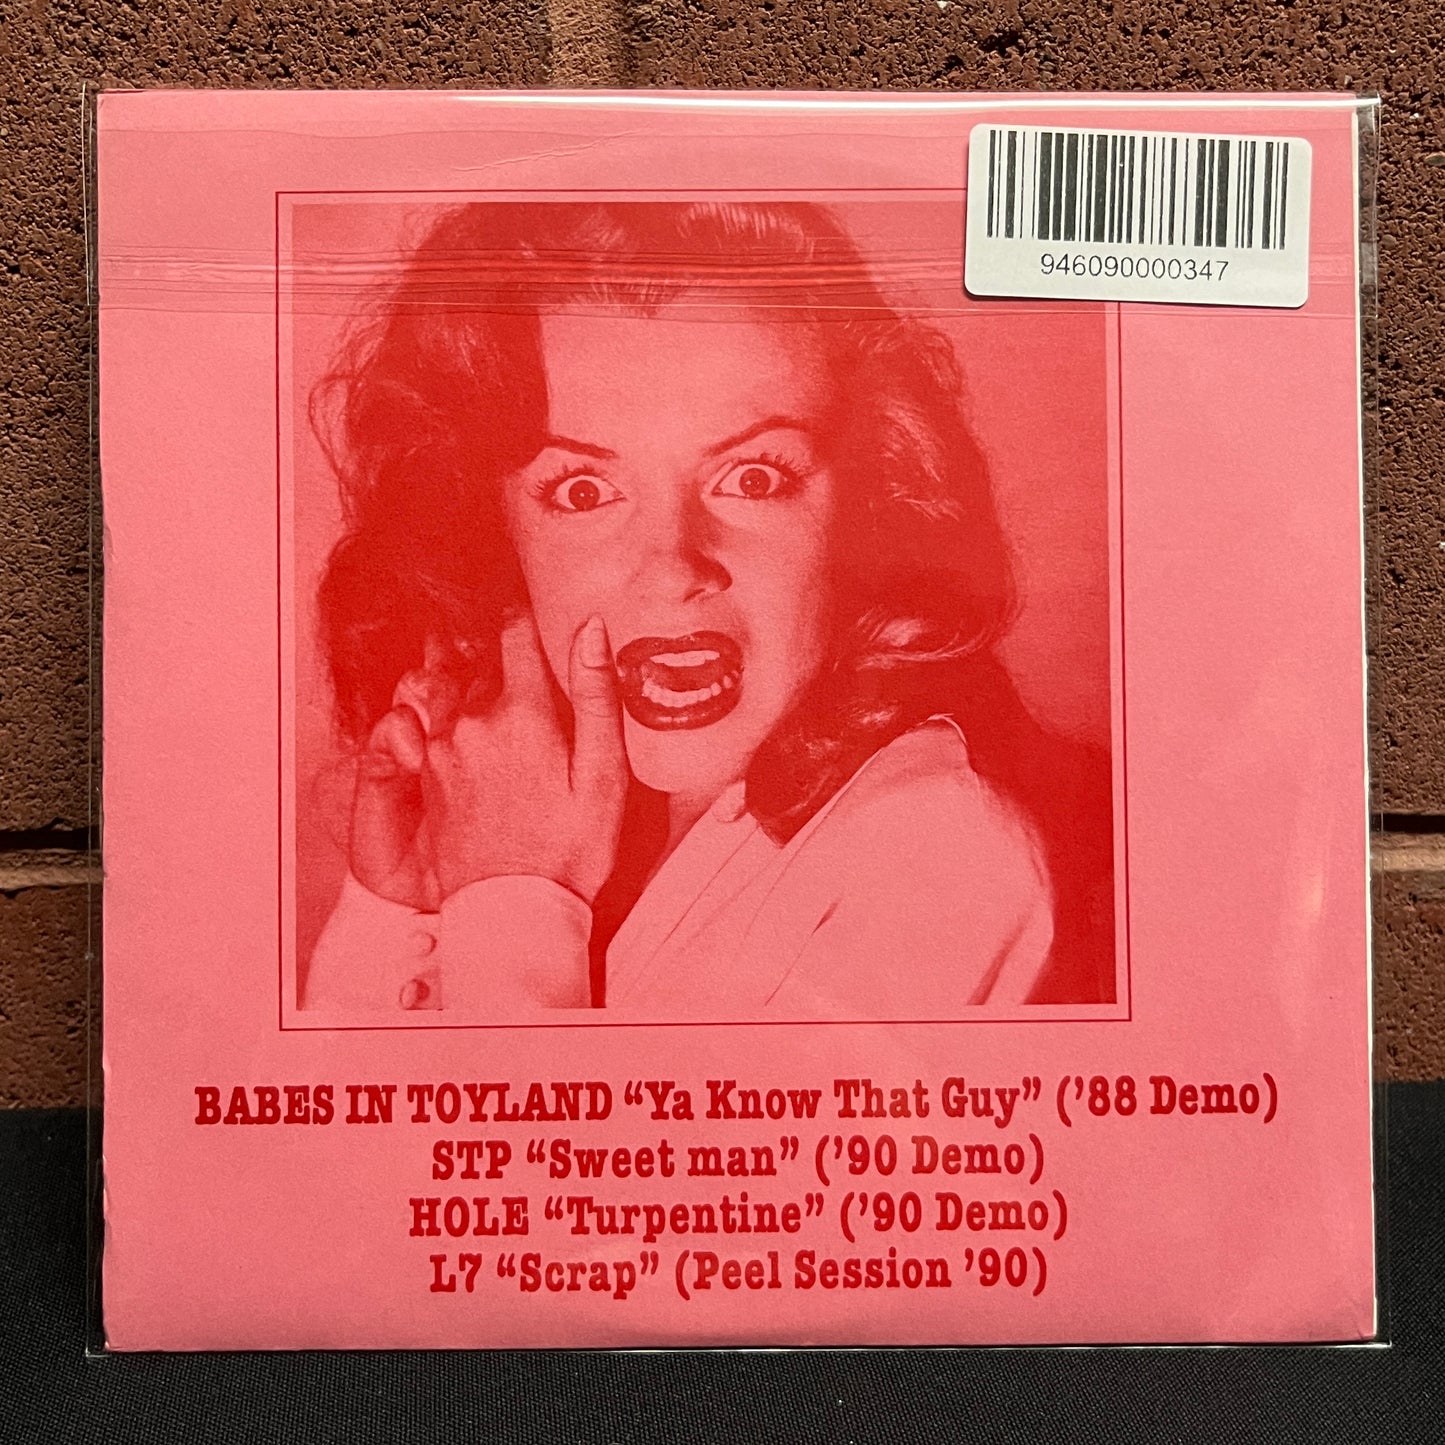 946090000347
BABES IN TOYLAND “Ya Know That Guy” (’88 Demo)
STP “Sweet man” (’90 Demo)
HOLE “Turpentine” (’90 Demo)
L7 “Scrap” (Peel Session ’90)